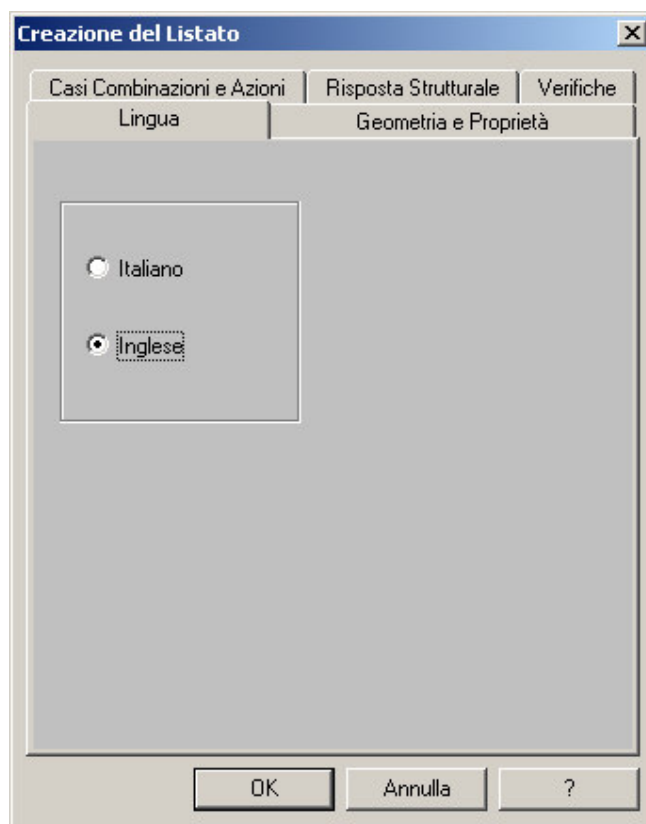 Creazione del Listato
Casi Combinazioni e Azioni Risposta Strutturale Verifiche
Lingua Geometria e Proprietà
Italiano
Inglese
OK Annulla ?